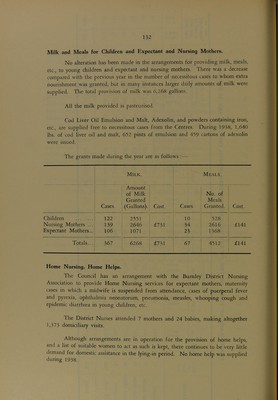 132
Milk and Meals for Children and Expectant and Nursing Mothers.
No alteration has been made in the arrangements for providing milk, meals,
etc., to young children and expectant and nursing mothers. There was a decrease
compared with the previous year in the number of necessitous cases to whom extra
nourishment was granted, but in many instances larger daily amounts of milk were
supplied. The total provision of milk was 6,268 gallons.
All the milk provided is pasteurised.
Cod Liver Oil Emulsion and Malt, Adexolin, and powders containing iron,
etc., are supplied free to necessitous cases from the Centres. During 1938, 1,640
lbs. of cod liver oil and malt, 652 pints of emulsion and 459 cartons of adexolin
were issued.
The grants made during the year are as follows :—
Milk Meals
Cases Amount of Milk Granted (Gallons) Cost Cases No. of Meals Granted Cost
Children 122 2551 10
Nursing Mothers 139 2646 £751 34 £141
Expectant Mothers 106 1071 23
Totals 367 6268 £751 67 4312 £141
Home Nursing, Home Helps.
The Council has an arrangement with the Burnley District Nursing
Association to provide Home Nursing services for expectant mothers, maternity
cases in which a midwife is suspended from attendance, cases of puerperal fever
and pyrexia, ophthalmia neonatorum, pneumonia, measles, whooping cough and
epidemic diarrhœa in young children, etc.
The District Nurses attended 7 mothers and 24 babies, making altogether
1,575 domiciliary visits.
Although arrangements are in operation for the provision of home helps,
and a list of suitable women to act as such is kept, there continues to be very little
demand for domestic assistance in the lying-in period. No home help was supplied
during 1938.